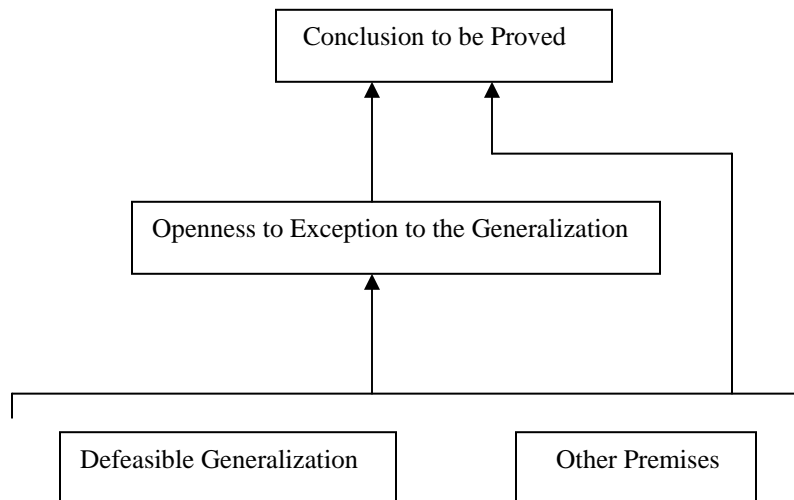 Conclusion to be Proved
Openness to Exception to the Generalization
Defeasible Generalization
Other Premises